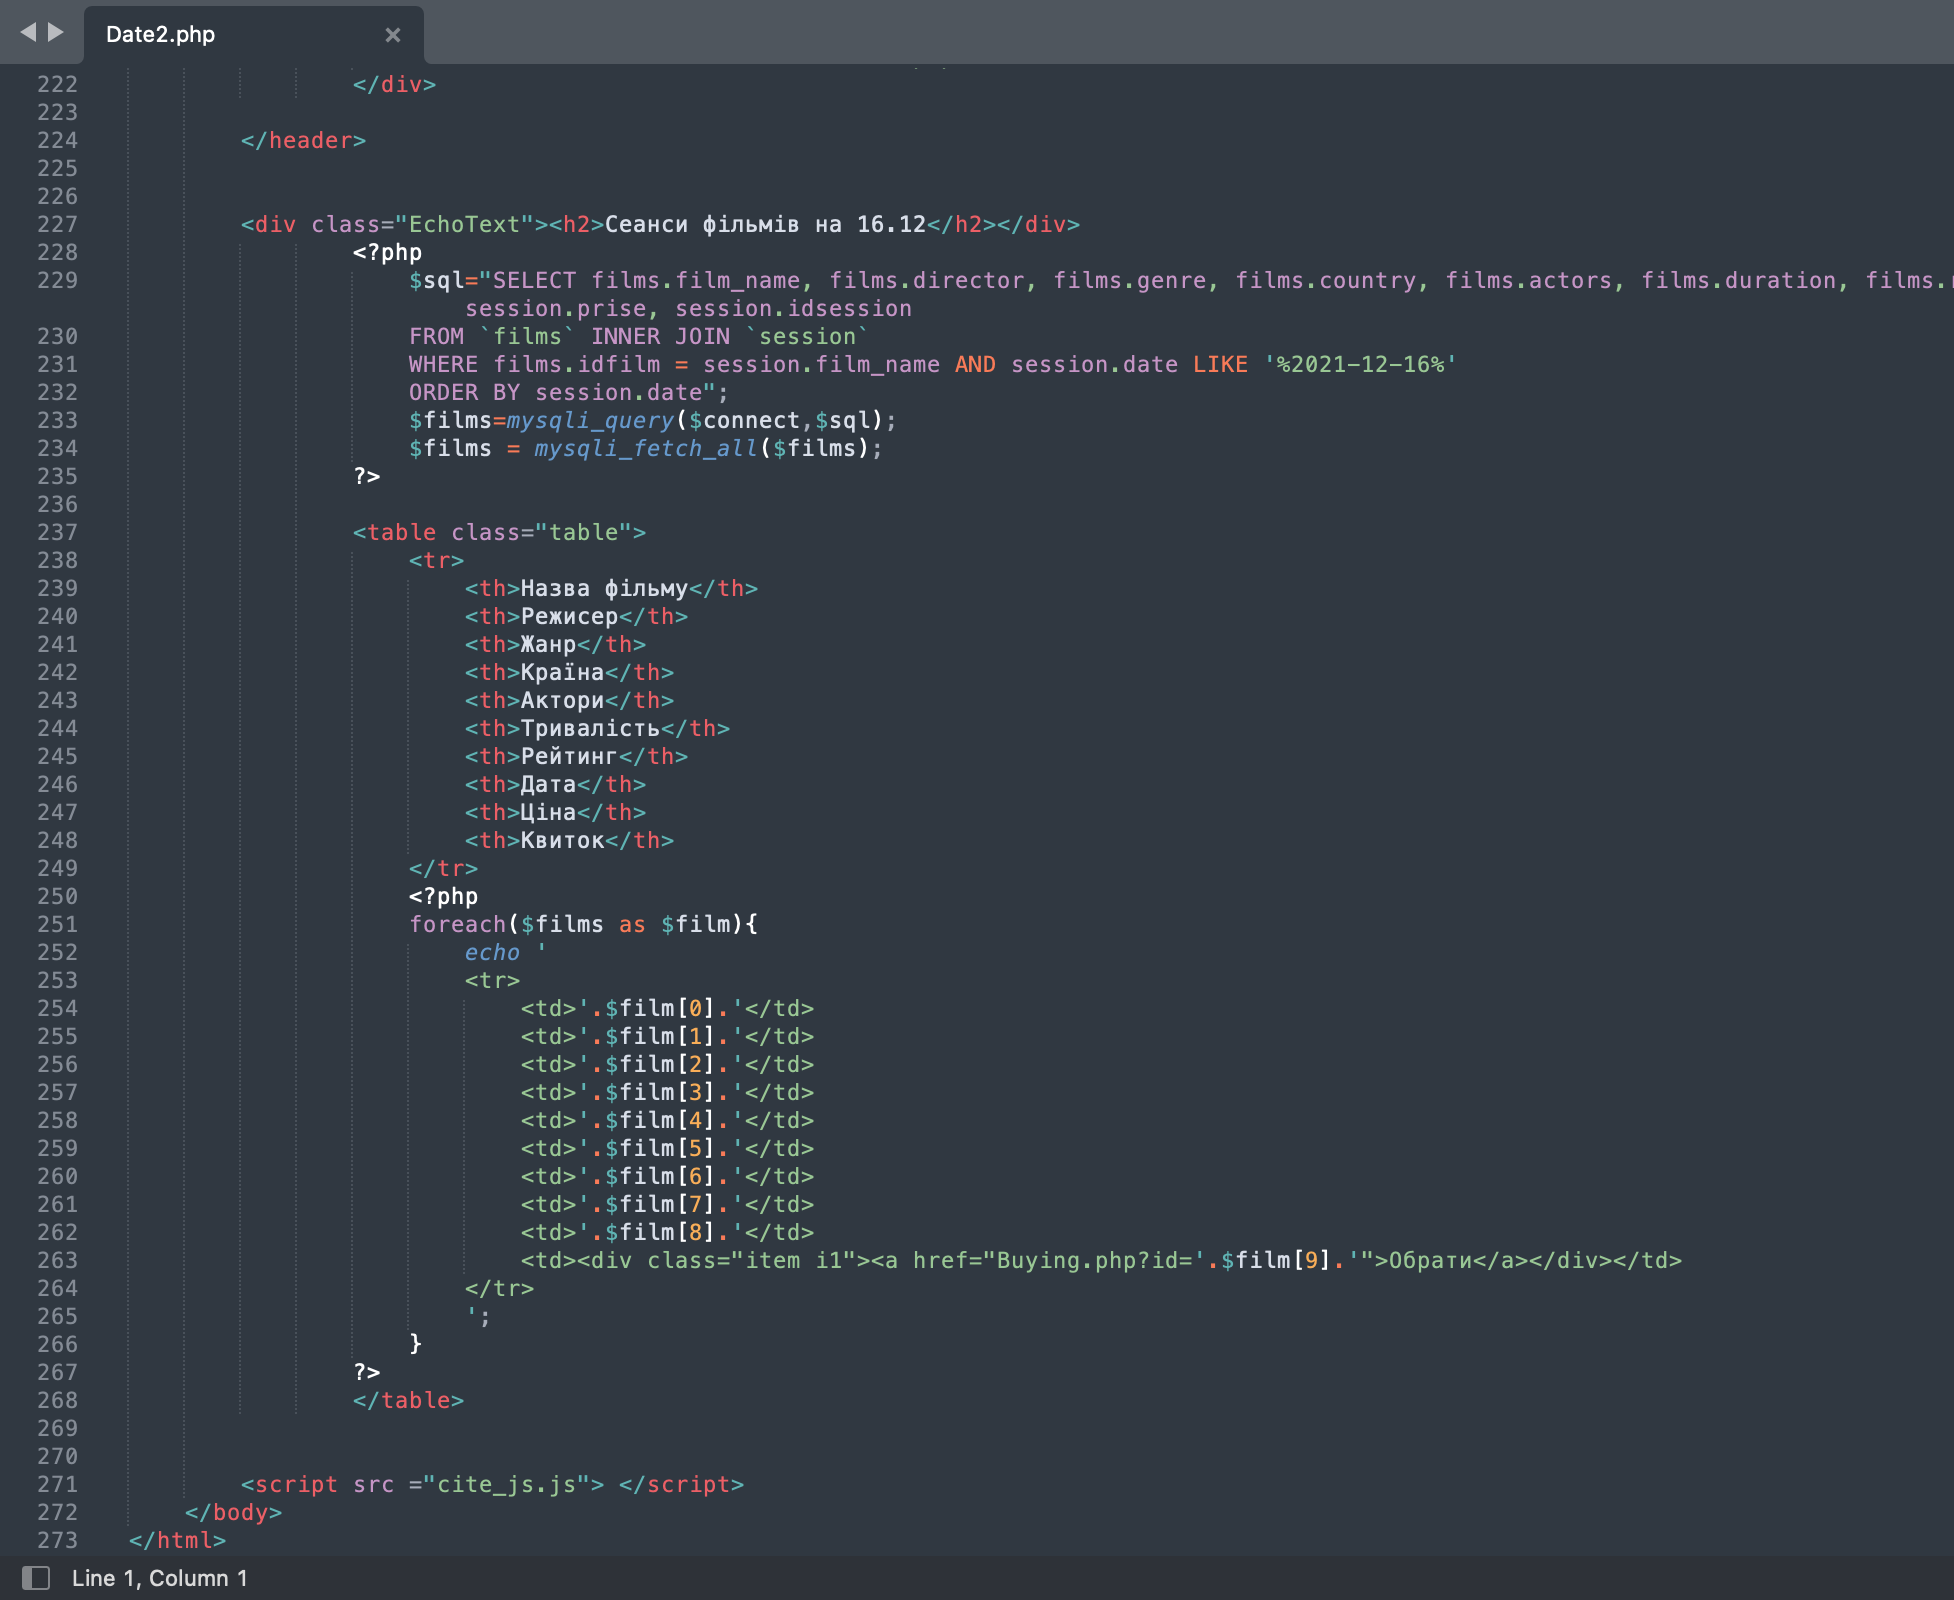 Date2.php
222 </div>
223
224 </header>
225
226
227 <div class="EchoText"><h2>Сеанси фільмів на 16.12</h2></div>
228 <?php
229 $sql="SELECT films.film_name, films.director, films.genre, films.country, films.actors, films.duration, films.
session.prise, session.idsession
230 FROM `films` INNER JOIN `session`
231 WHERE films.idfilm = session.film_name AND session.date LIKE '%2021-12-16%'
232 ORDER BY session.date";
233 $films=mysqli_query($connect,$sql);
234 $films = mysqli_fetch_all($films);
235 ?>
236
237 <table class="table">
238 <tr>
239 <th>Назва фільму</th>
240 <th>Режисер</th>
241 <th>Жанр</th>
242 <th>Країна</th>
243 <th>Актори</th>
244 <th>Тривалість</th>
245 <th>Рейтинг</th>
246 <th>Дата</th>
247 <th>Ціна</th>
248 <th>Квиток</th>
249 </tr>
250 <?php
251 foreach($films as $film){
252 echo '
253 <tr>
254 <td>'.$film[0].'</td>
255 <td>'.$film[1].'</td>
256 <td>'.$film[2].'</td>
257 <td>'.$film[3].'</td>
258 <td>'.$film[4].'</td>
259 <td>'.$film[5].'</td>
260 <td>'.$film[6].'</td>
261 <td>'.$film[7].'</td>
262 <td>'.$film[8].'</td>
263 <td><div class="item i1"><a href="Buying.php?id='.$film[9].'">Обрати</a></div></td>
264 </tr>
265 ';
266 }
267 ?>
268 </table>
269
270
271 <script src ="cite_js.js"> </script>
272 </body>
273 </html>
Line 1, Column 1